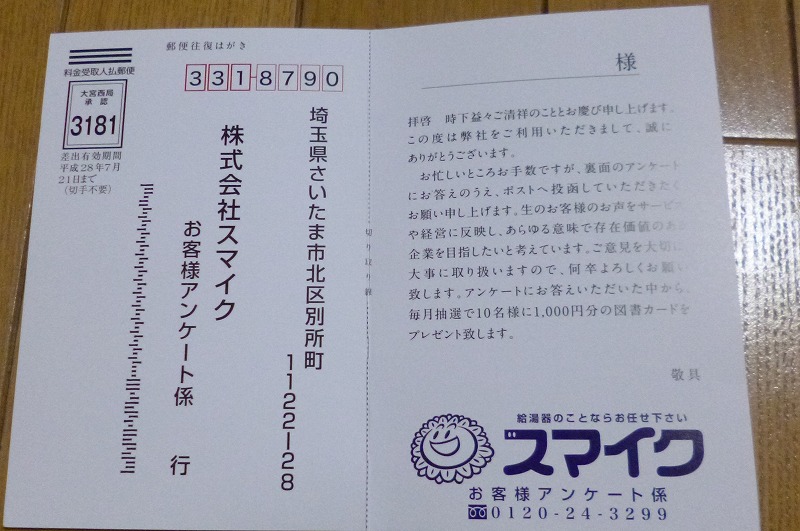 郵便往復はがき
料金受取人払郵便
大宮西局
承認
3181
差出有効期間
平成28年7月
21日まで
(切手不要)
331-8790
埼玉県さいたま市北区別所町
1122-28
株式会社スマイク
お客様アンケート係 行
切り取り線
様
拝啓 時下益々ご清祥のこととお慶び申し上げます。
この度は弊社をご利用いただきまして、誠に
ありがとうございます。
お忙しいところお手数ですが、裏面のアンケート
にお答えのうえ、ポストへ投函していただきたく
お願い申し上げます。生のお客様のお声をサービス
や経営に反映し、あらゆる意味で存在価値のある
企業を目指したいと考えています。ご意見を大切に
大事に取り扱いますので、何卒よろしくお願い
致します。アンケートにお答えいただいた中から、
毎月抽選で10名様に1,000円分の図書カードを
プレゼント致します。
敬具
給湯器のことならお任せ下さい
スマイク
お客様アンケート係
0120-24-3299